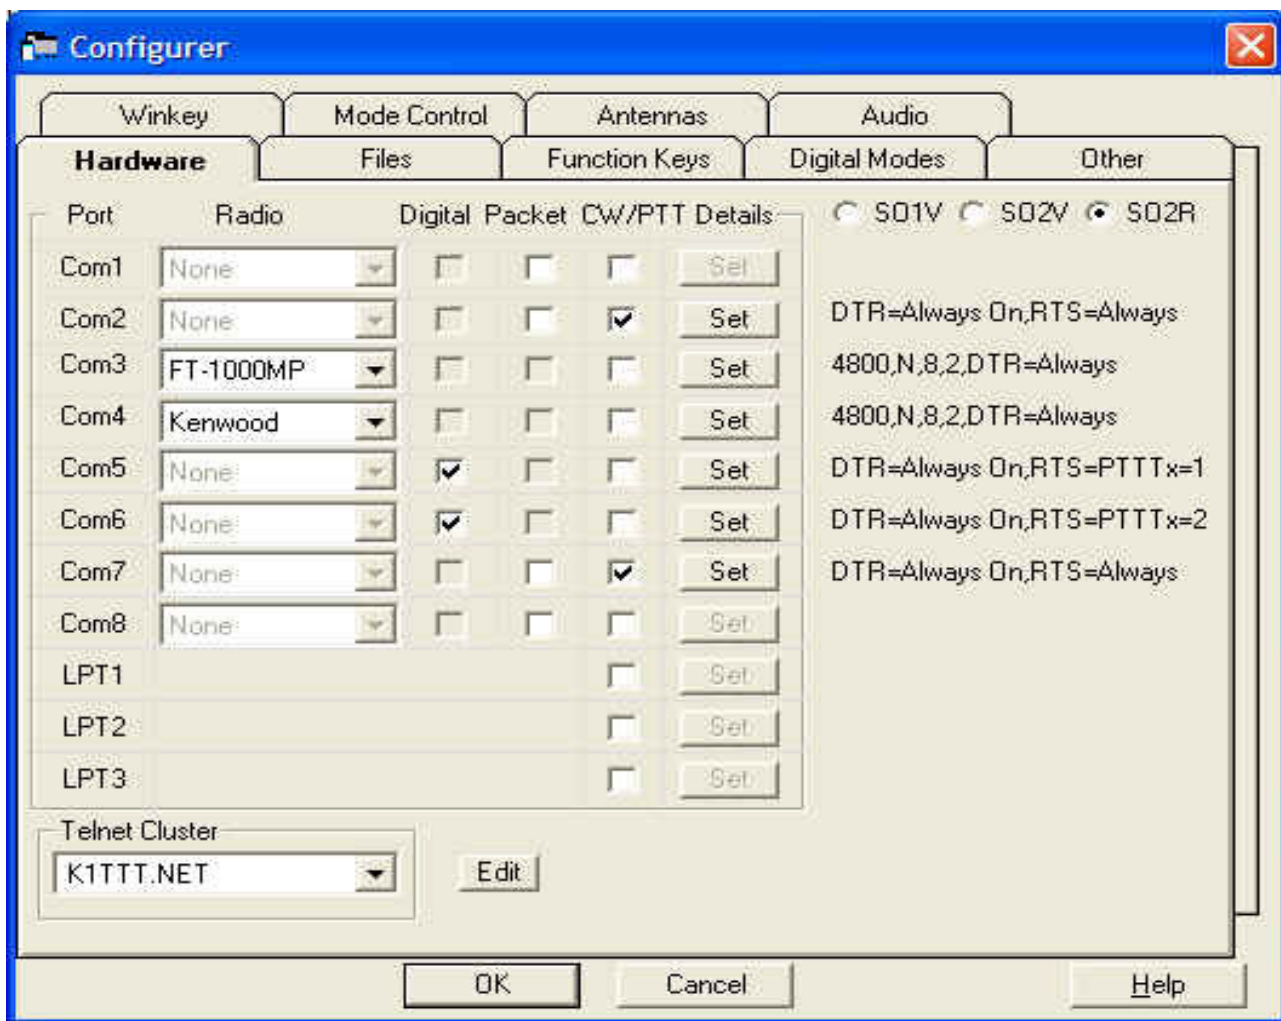 Configurer
Winkey Mode Control Antennas Audio
Hardware Files Function Keys Digital Modes Other
Port Radio Digital Packet CW/PTT Details SO1V SO2V SO2R
Com1 None Set
Com2 None Set DTR=Always On,RTS=Always
Com3 FT-1000MP Set 4800,N,8,2,DTR=Always
Com4 Kenwood Set 4800,N,8,2,DTR=Always
Com5 None Set DTR=Always On,RTS=PTTTx=1
Com6 None Set DTR=Always On,RTS=PTTTx=2
Com7 None Set DTR=Always On,RTS=Always
Com8 None Set
LPT1 Set
LPT2 Set
LPT3 Set
Telnet Cluster
K1TTT.NET Edit
OK Cancel Help